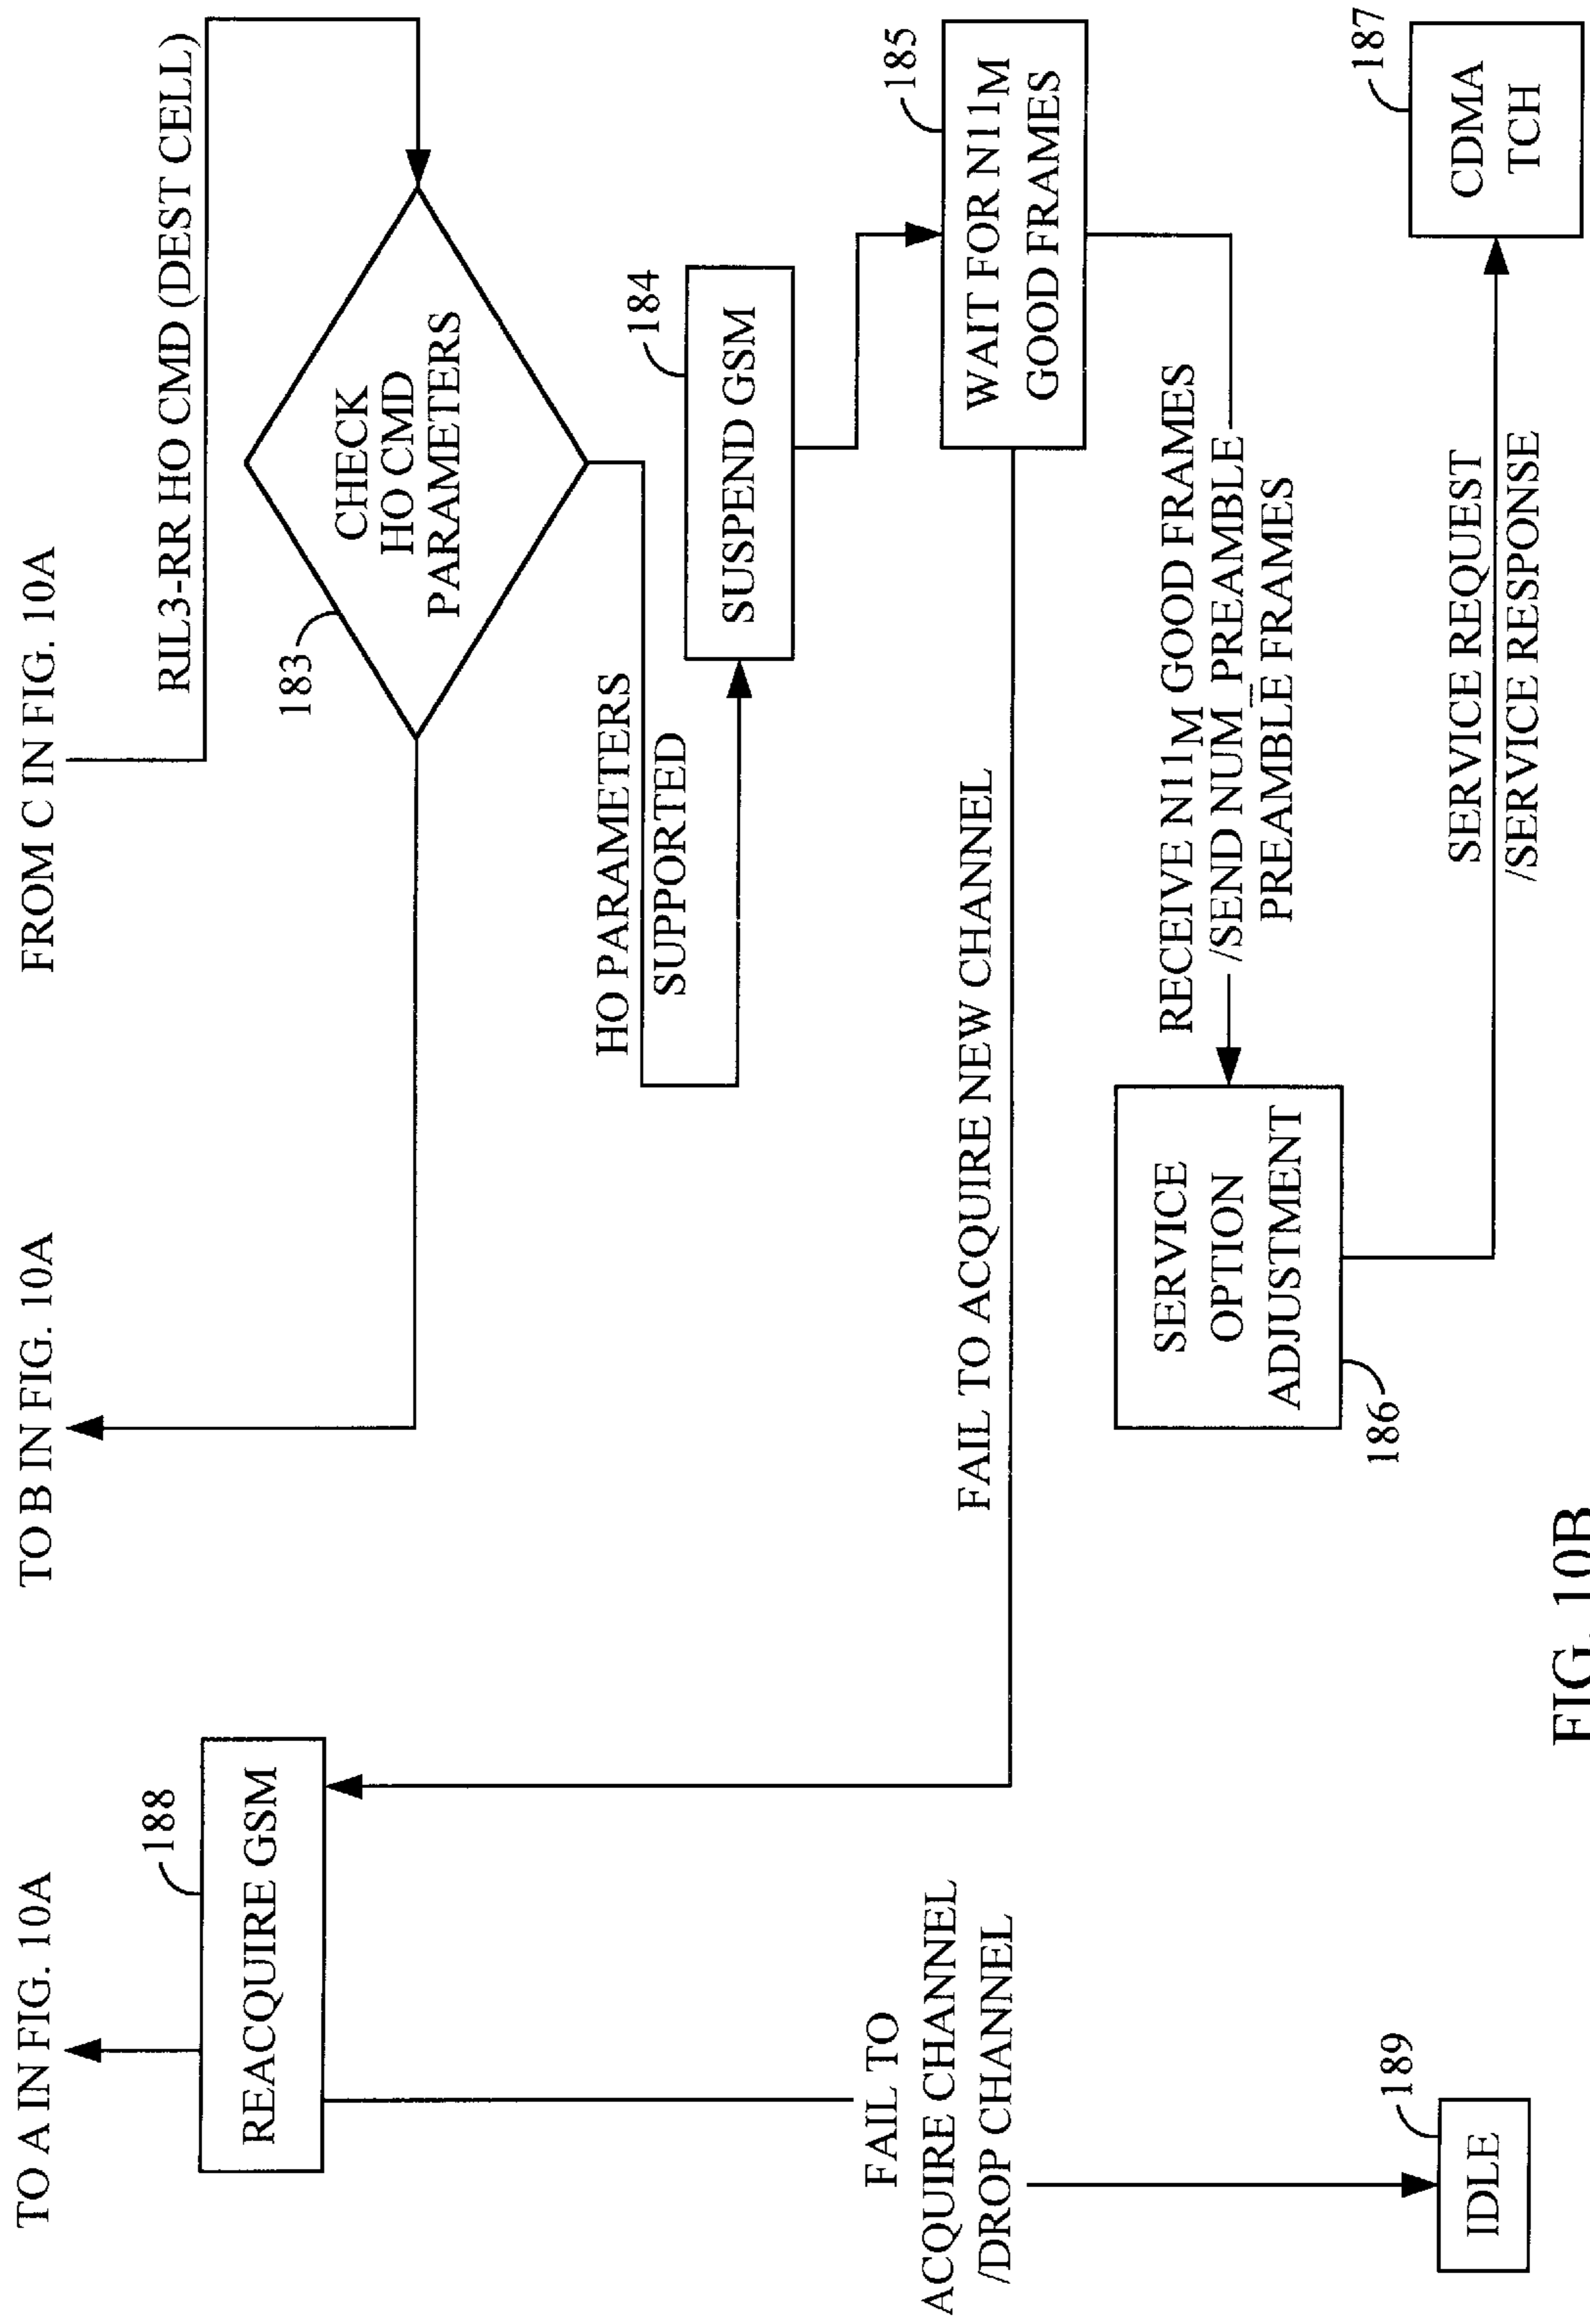 TO A IN FIG. 10A
TO B IN FIG. 10A
FROM C IN FIG. 10A
RIL3-RR HO CMD (DEST CELL)
188
REACQUIRE GSM
183
CHECK
HO CMD
PARAMETERS
HO PARAMETERS
SUPPORTED
184
SUSPEND GSM
185
WAIT FOR N11M
GOOD FRAMES
FAIL TO ACQUIRE NEW CHANNEL
FAIL TO
ACQUIRE CHANNEL
/DROP CHANNEL
RECEIVE N11M GOOD FRAMES
/SEND NUM_PREAMBLE
PREAMBLE FRAMES
SERVICE
OPTION
ADJUSTMENT
186
SERVICE REQUEST
/SERVICE RESPONSE
187
CDMA
TCH
189
IDLE
FIG. 10B